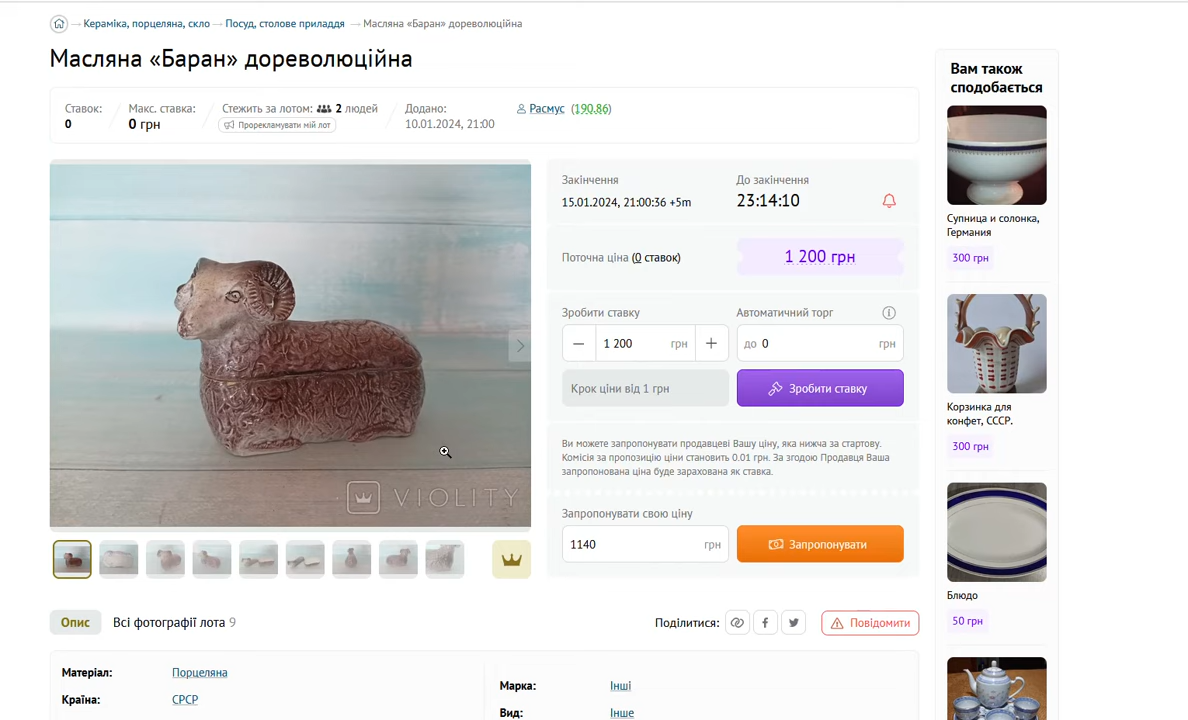 Кераміка, порцеляна, скло → Посуд, столове приладдя → Масляна «Баран» дореволюційна
Масляна «Баран» дореволюційна
Ставок:
0
Макс. ставка:
0 грн
Стежить за лотом: 2 людей
Прорекламувати мій лот
Додано:
10.01.2024, 21:00
Расмус (190.86)
VIOLITY
Закінчення
15.01.2024, 21:00:36 +5m
До закінчення
23:14:10
Поточна ціна (0 ставок)
1 200 грн
Зробити ставку
− 1 200 грн +
Автоматичний торг
до 0 грн
Крок ціни від 1 грн
Зробити ставку
Ви можете запропонувати продавцеві Вашу ціну, яка нижча за стартову.
Комісія за пропозицію ціни становить 0.01 грн. За згодою Продавця Ваша
запропонована ціна буде зарахована як ставка.
Запропонувати свою ціну
1140 грн
Запропонувати
Опис
Всі фотографії лота 9
Поділитися:
Повідомити
Матеріал: Порцеляна
Країна: СРСР
Марка: Інші
Вид: Інше
Вам також
сподобається
Супница и солонка,
Германия
300 грн
Корзинка для
конфет, СССР.
300 грн
Блюдо
50 грн